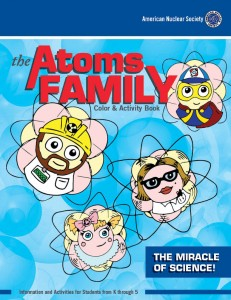 American Nuclear Society
the Atoms
FAMILY
Color & Activity Book
THE MIRACLE
OF SCIENCE!
Information and Activities for Students from K through 5